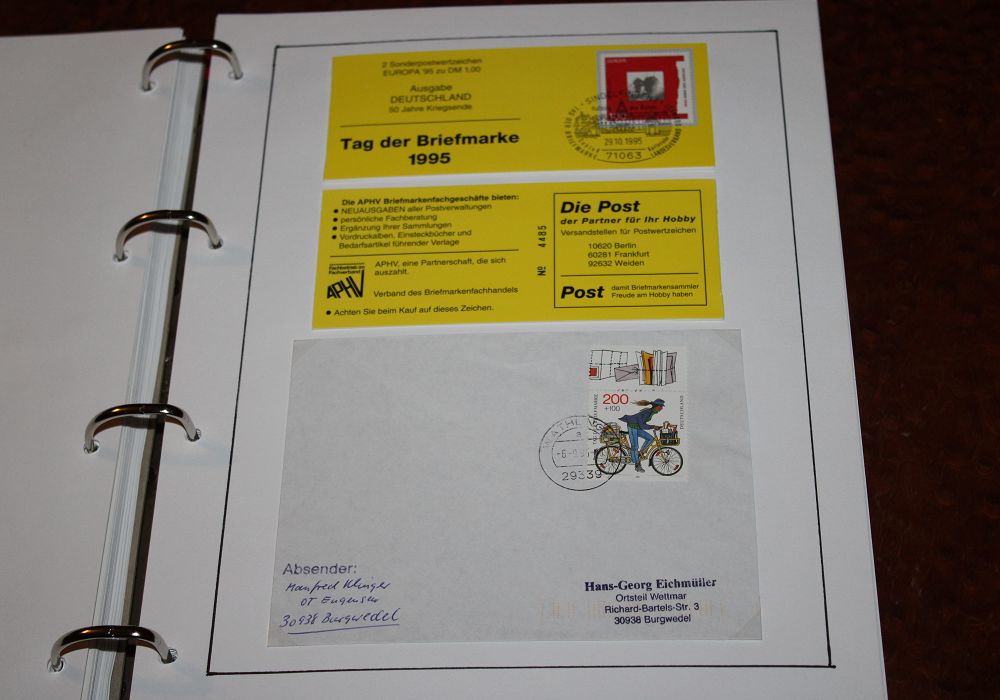 2 Sonderpostwertzeichen
EUROPA '95 zu DM 1,00
Ausgabe
DEUTSCHLAND
50 Jahre Kriegsende
Tag der Briefmarke
1995
29.10.1995
71063
Die APHV Briefmarkenfachgeschäfte bieten:
● NEUAUSGABEN aller Postverwaltungen
● persönliche Fachberatung
● Ergänzung Ihrer Sammlungen
● Vordruckalben, Einsteckbücher und
Bedarfsartikel führender Verlage
Fachbetrieb im
Fachverband
APHV
APHV, eine Partnerschaft, die sich
auszahlt.
Verband des Briefmarkenfachhandels
● Achten Sie beim Kauf auf dieses Zeichen.
№ 4485
Die Post
der Partner für Ihr Hobby
Versandstellen für Postwertzeichen
10620 Berlin
60281 Frankfurt
92632 Weiden
Post damit Briefmarkensammler
Freude am Hobby haben
200
+100
DEUTSCHLAND
29339
Absender:
Manfred Klinger
OT Engensen
30938 Burgwedel
Hans-Georg Eichmüller
Ortsteil Wettmar
Richard-Bartels-Str. 3
30938 Burgwedel